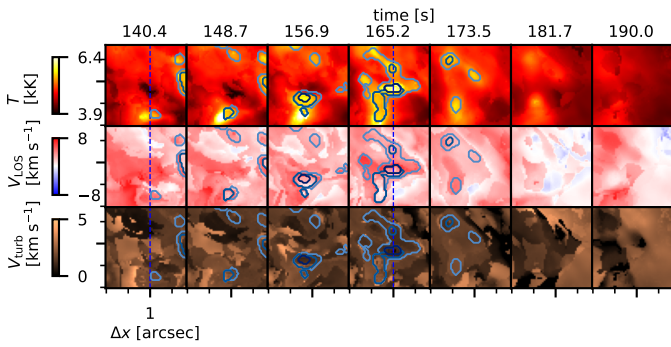 time [s]
140.4 148.7 156.9 165.2 173.5 181.7 190.0
6.4
T [kK]
3.9
8
V_LOS [km s⁻¹]
−8
5
V_turb [km s⁻¹]
0
1
Δx [arcsec]